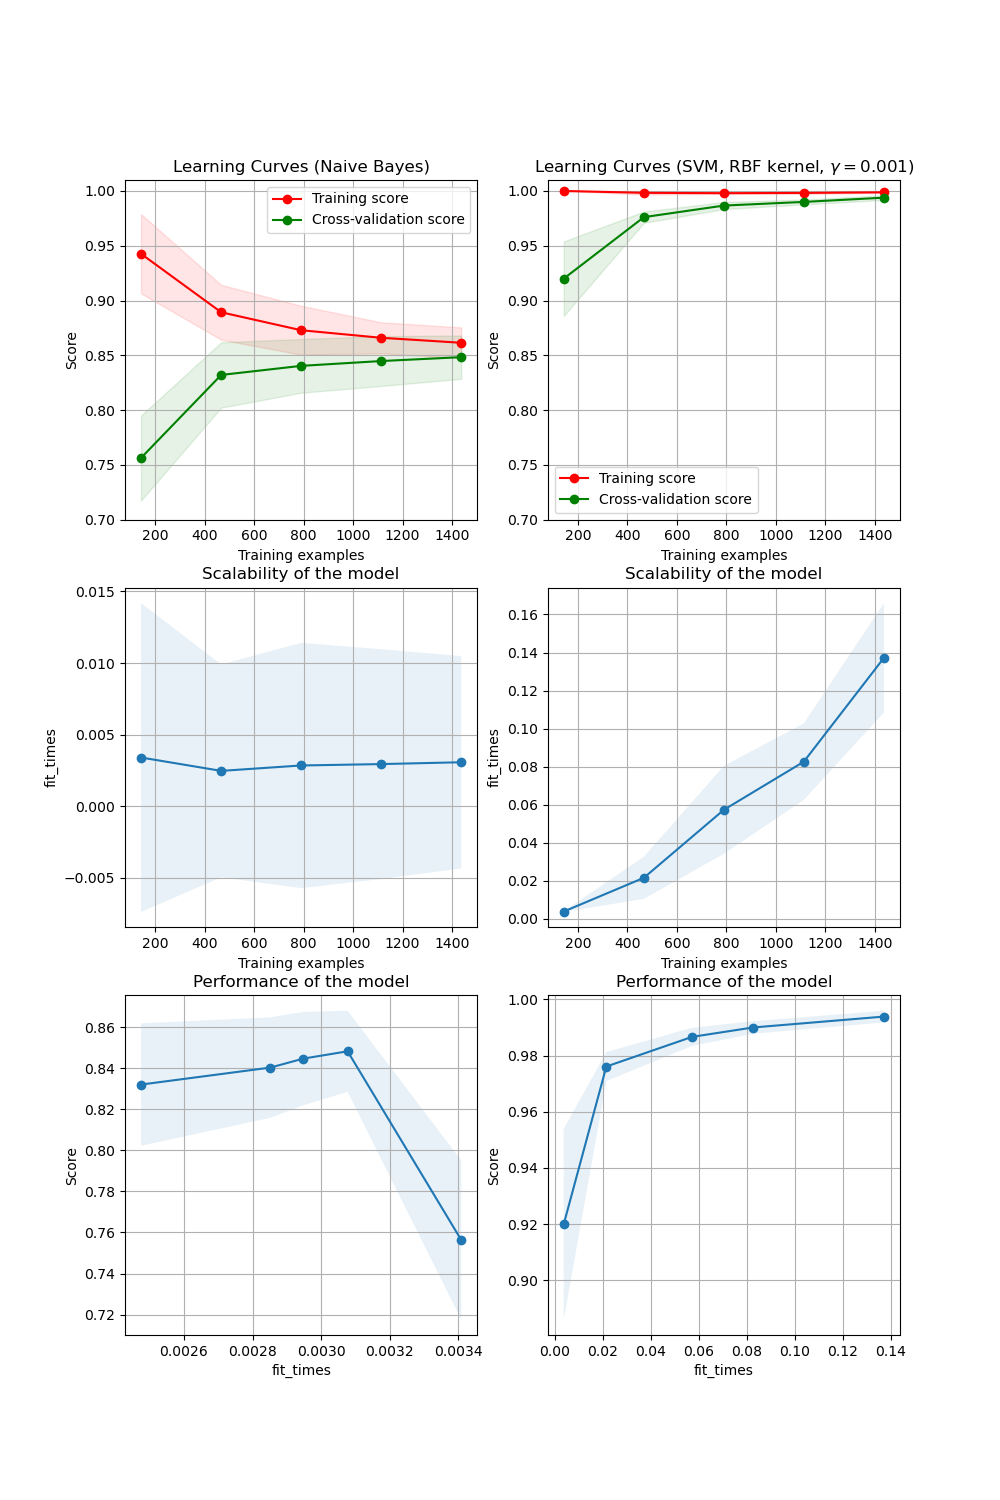 Learning Curves (Naive Bayes)
1.00
0.95
0.90
0.85
0.80
0.75
0.70
Score
Training score
Cross-validation score
200 400 600 800 1000 1200 1400
Training examples
Learning Curves (SVM, RBF kernel, γ = 0.001)
1.00
0.95
0.90
0.85
0.80
0.75
0.70
Score
Training score
Cross-validation score
200 400 600 800 1000 1200 1400
Training examples
Scalability of the model
0.015
0.010
0.005
0.000
−0.005
fit_times
200 400 600 800 1000 1200 1400
Training examples
Scalability of the model
0.16
0.14
0.12
0.10
0.08
0.06
0.04
0.02
0.00
fit_times
200 400 600 800 1000 1200 1400
Training examples
Performance of the model
0.86
0.84
0.82
0.80
0.78
0.76
0.74
0.72
Score
0.0026 0.0028 0.0030 0.0032 0.0034
fit_times
Performance of the model
1.00
0.98
0.96
0.94
0.92
0.90
Score
0.00 0.02 0.04 0.06 0.08 0.10 0.12 0.14
fit_times